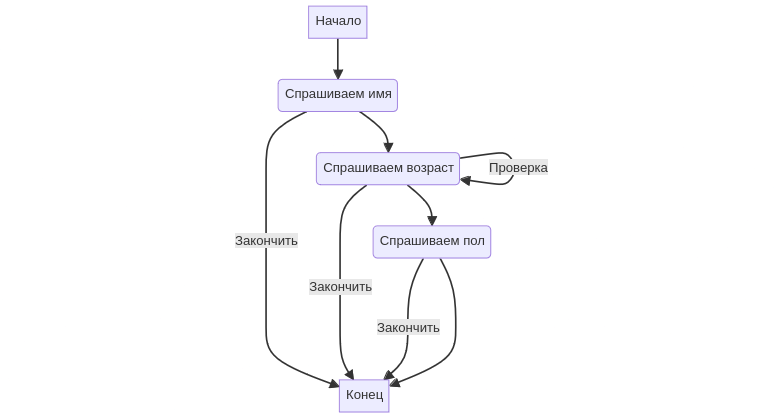 Начало
Спрашиваем имя
Спрашиваем возраст
Проверка
Спрашиваем пол
Закончить
Закончить
Закончить
Конец